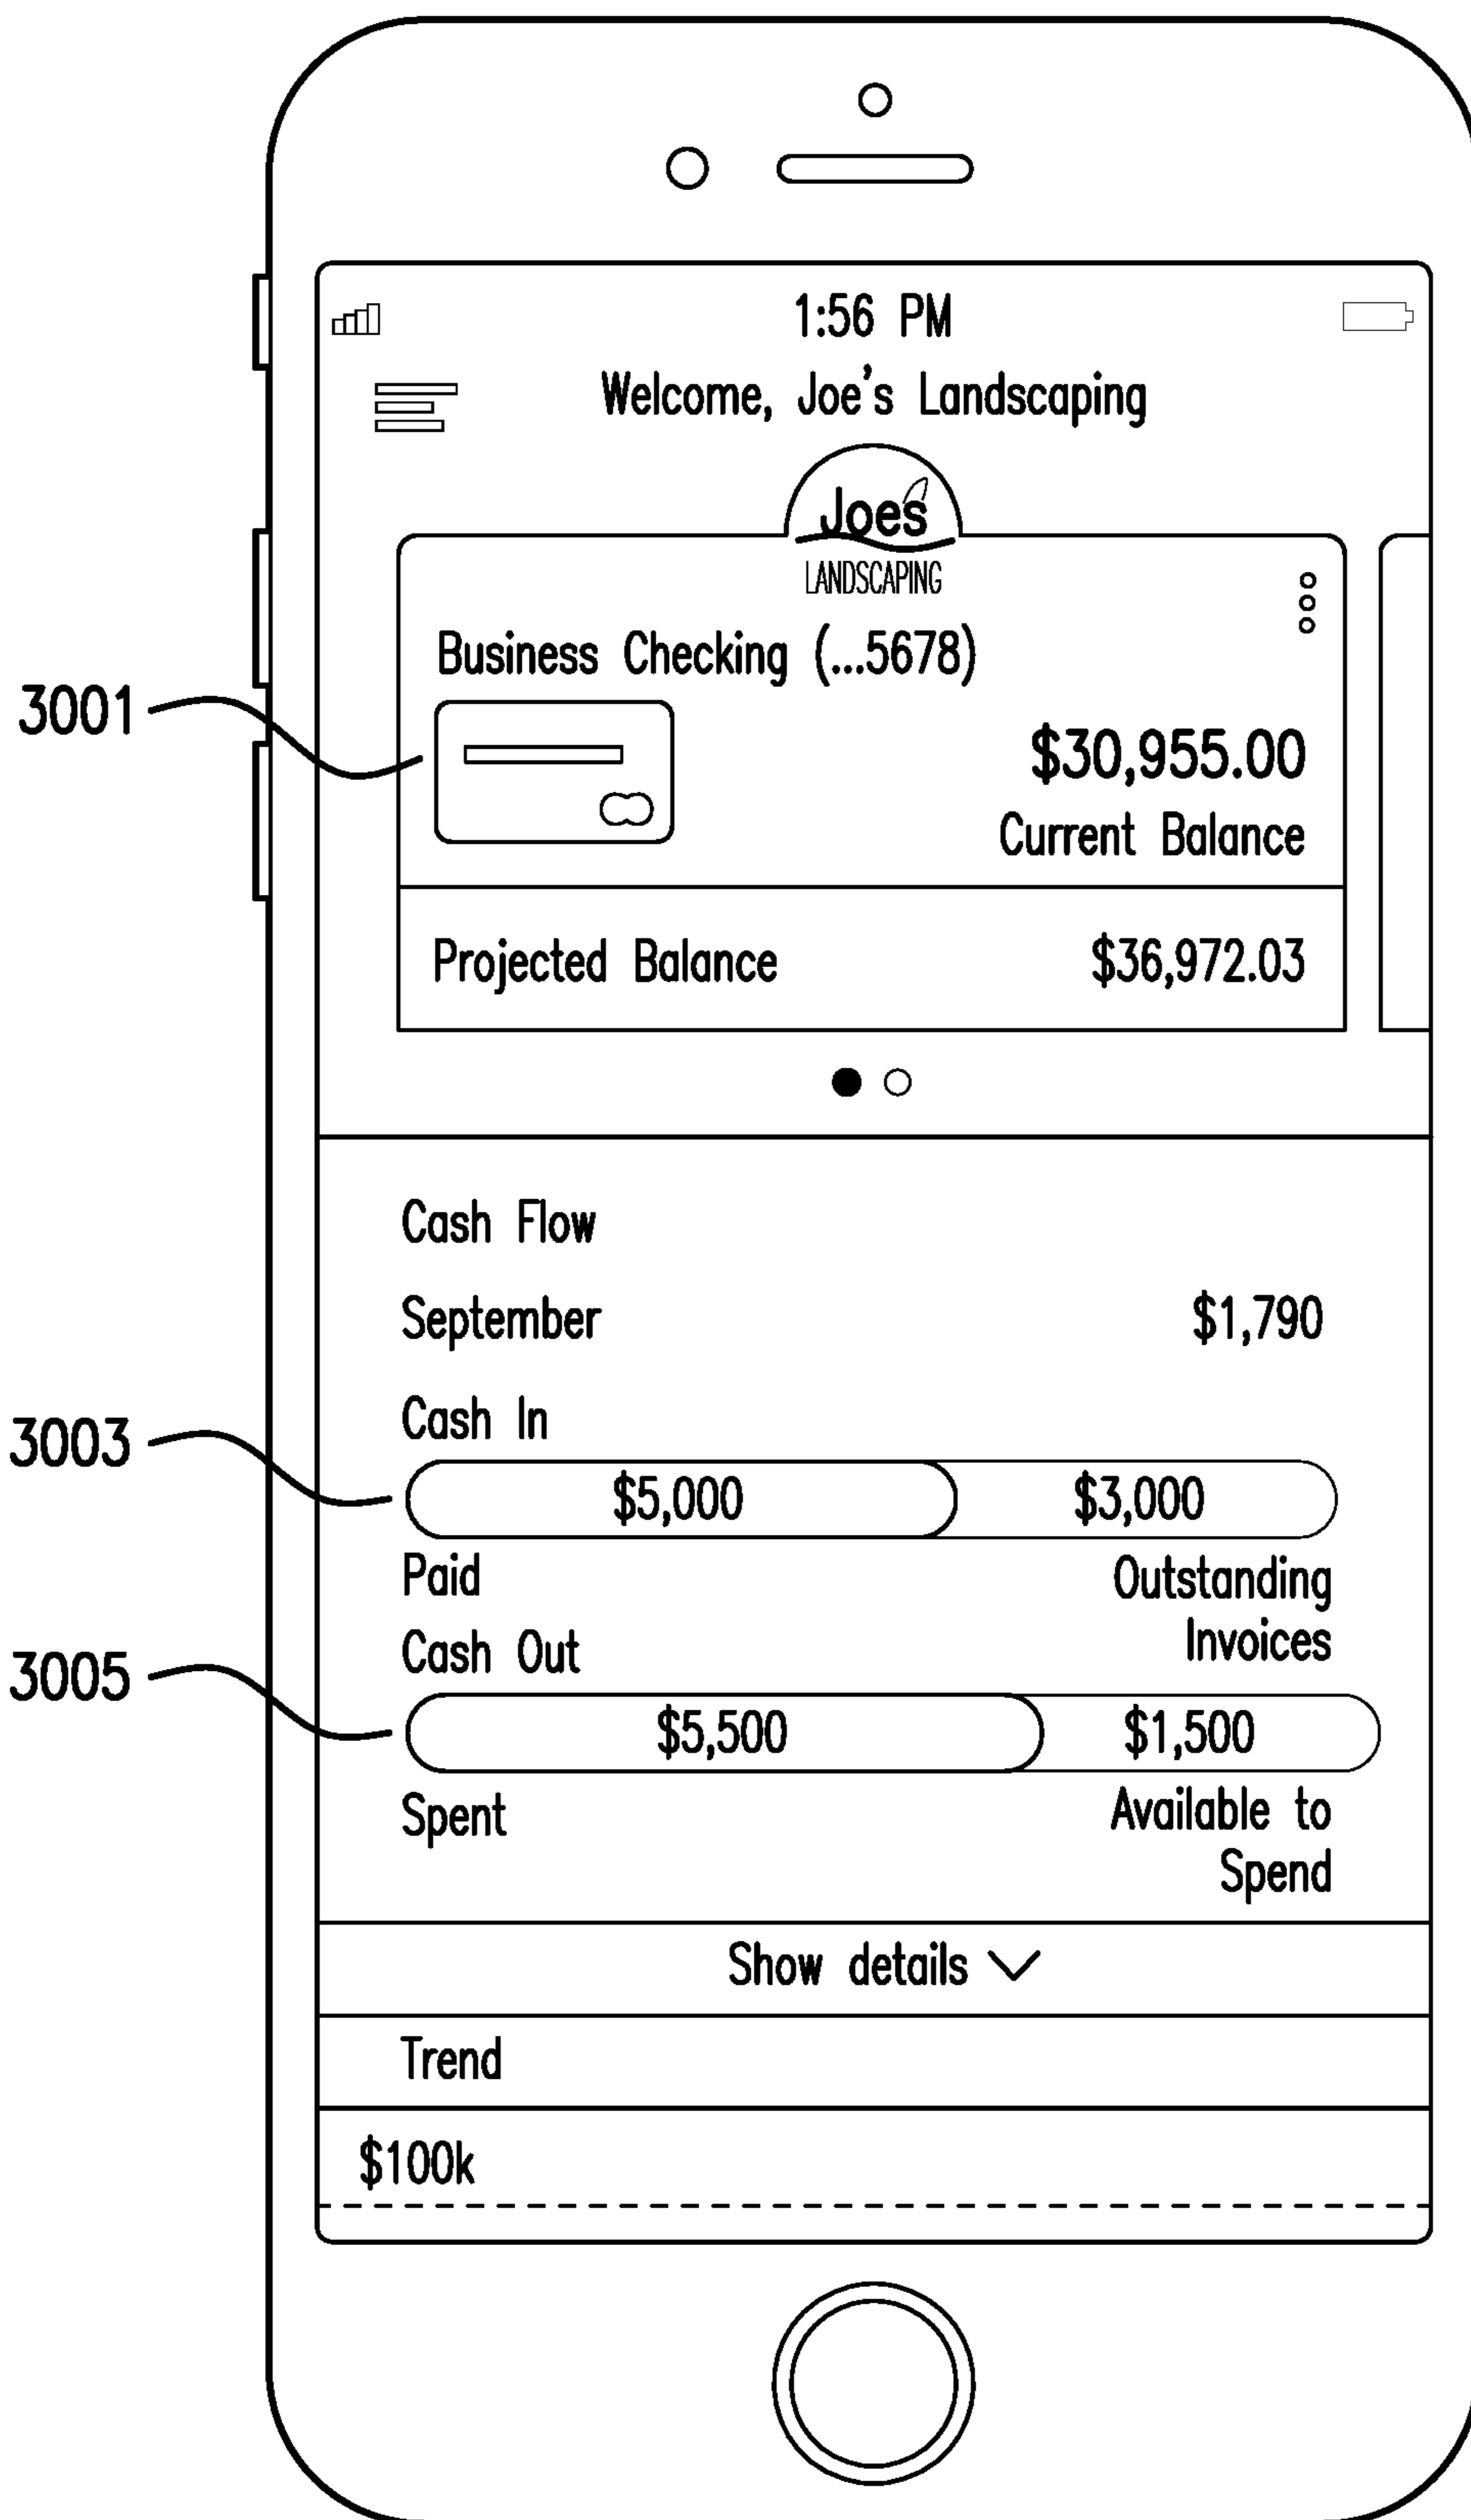 1:56 PM
Welcome, Joe's Landscaping
Joe's
LANDSCAPING
Business Checking (...5678)
3001
$30,955.00
Current Balance
Projected Balance $36,972.03
Cash Flow
September $1,790
Cash In
3003
$5,000 $3,000
Paid Outstanding
Invoices
Cash Out
3005
$5,500 $1,500
Spent Available to
Spend
Show details
Trend
$100k